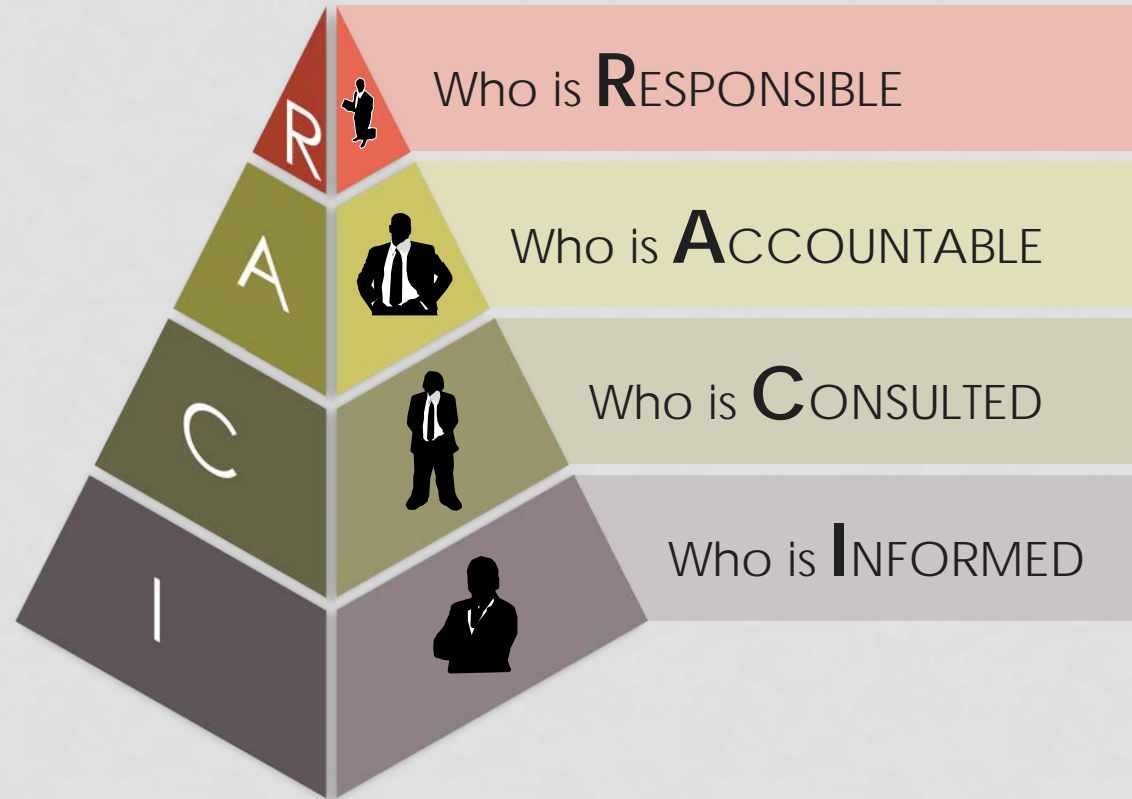 R
Who is RESPONSIBLE
A
Who is ACCOUNTABLE
C
Who is CONSULTED
I
Who is INFORMED